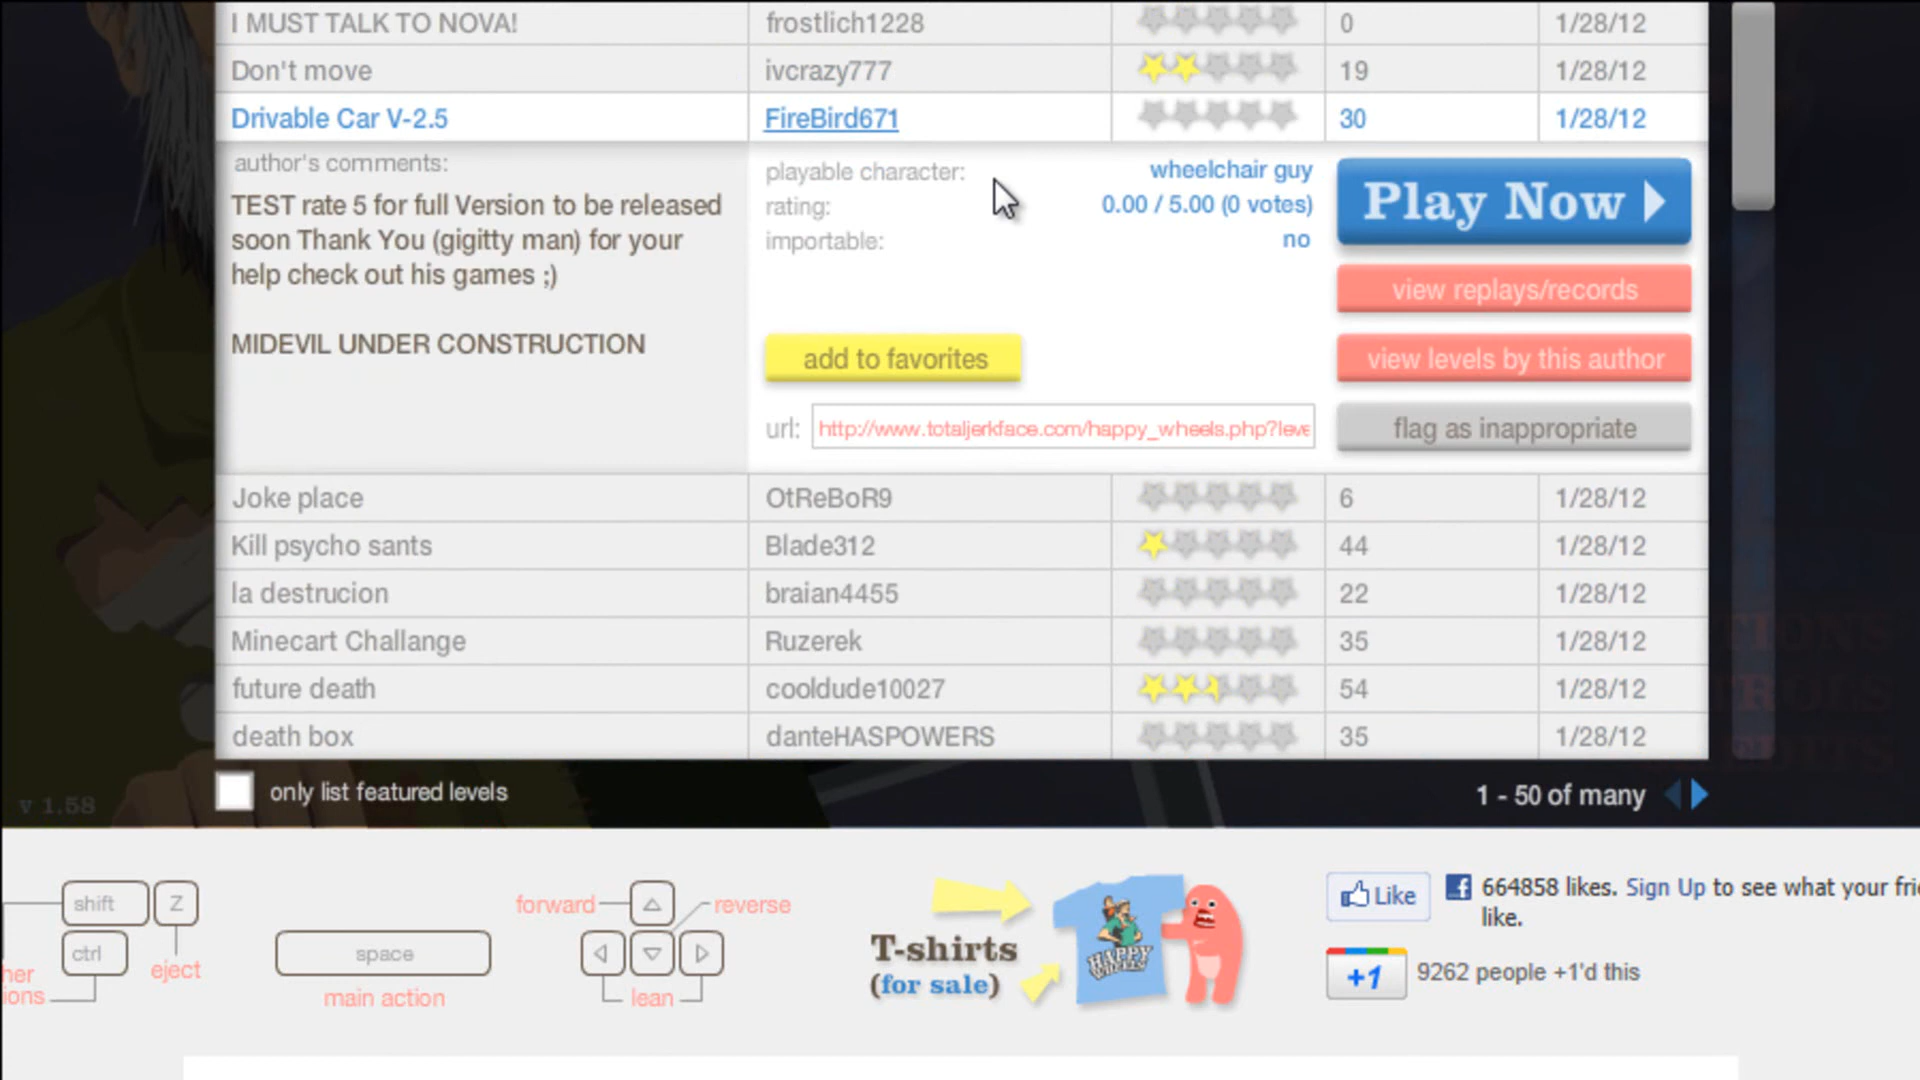 I MUST TALK TO NOVA! frostlich1228 0 1/28/12
Don't move ivcrazy777 19 1/28/12
Drivable Car V-2.5 FireBird671 30 1/28/12
author's comments:
TEST rate 5 for full Version to be released
soon Thank You (gigitty man) for your
help check out his games ;)
MIDEVIL UNDER CONSTRUCTION
playable character: wheelchair guy
rating: 0.00 / 5.00 (0 votes)
importable: no
add to favorites
url: http://www.totaljerkface.com/happy_wheels.php?leve
Play Now
view replays/records
view levels by this author
flag as inappropriate
Joke place OtReBoR9 6 1/28/12
Kill psycho sants Blade312 44 1/28/12
la destrucion braian4455 22 1/28/12
Minecart Challange Ruzerek 35 1/28/12
future death cooldude10027 54 1/28/12
death box danteHASPOWERS 35 1/28/12
only list featured levels
1 - 50 of many
v 1.58
shift Z
ctrl
eject
her
ions
space
main action
forward reverse
lean
T-shirts
(for sale)
HAPPY
WHEELS
Like
664858 likes. Sign Up to see what your frie
like.
+1 9262 people +1'd this